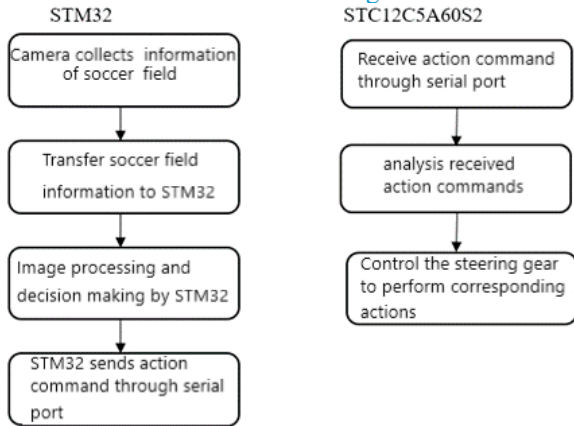 STM32
Camera collects information
of soccer field
Transfer soccer field
information to STM32
Image processing and
decision making by STM32
STM32 sends action
command through serial
port
STC12C5A60S2
Receive action command
through serial port
analysis received
action commands
Control the steering gear
to perform corresponding
actions